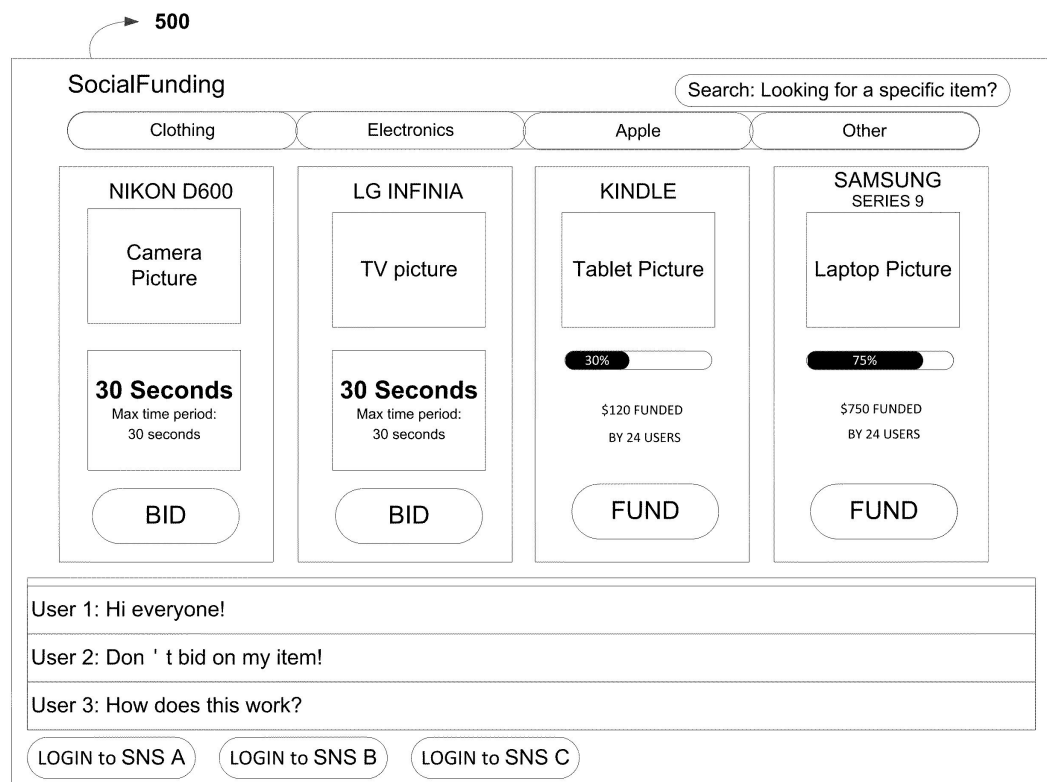 500
SocialFunding
Search: Looking for a specific item?
Clothing
Electronics
Apple
Other
NIKON D600
Camera
Picture
30 Seconds
Max time period:
30 seconds
BID
LG INFINIA
TV picture
30 Seconds
Max time period:
30 seconds
BID
KINDLE
Tablet Picture
30%
$120 FUNDED
BY 24 USERS
FUND
SAMSUNG
SERIES 9
Laptop Picture
75%
$750 FUNDED
BY 24 USERS
FUND
User 1: Hi everyone!
User 2: Don ' t bid on my item!
User 3: How does this work?
LOGIN to SNS A
LOGIN to SNS B
LOGIN to SNS C